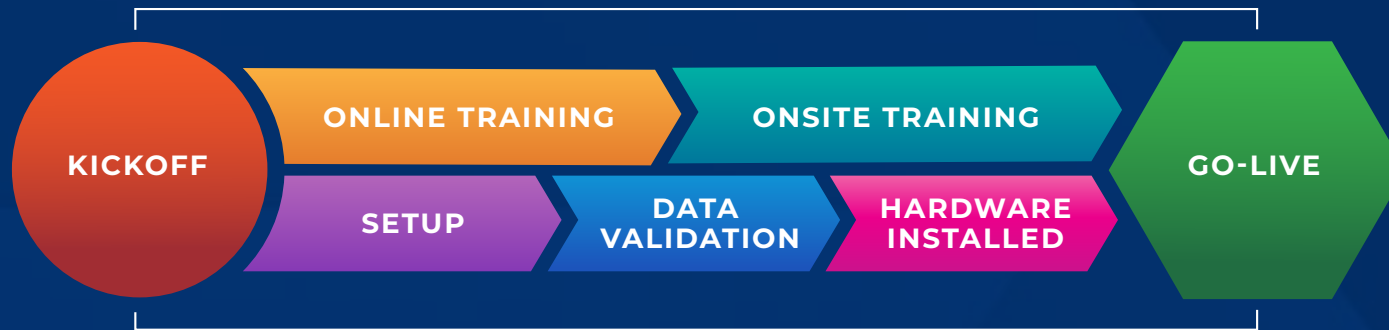 KICKOFF
ONLINE TRAINING
ONSITE TRAINING
SETUP
DATA
VALIDATION
HARDWARE
INSTALLED
GO-LIVE